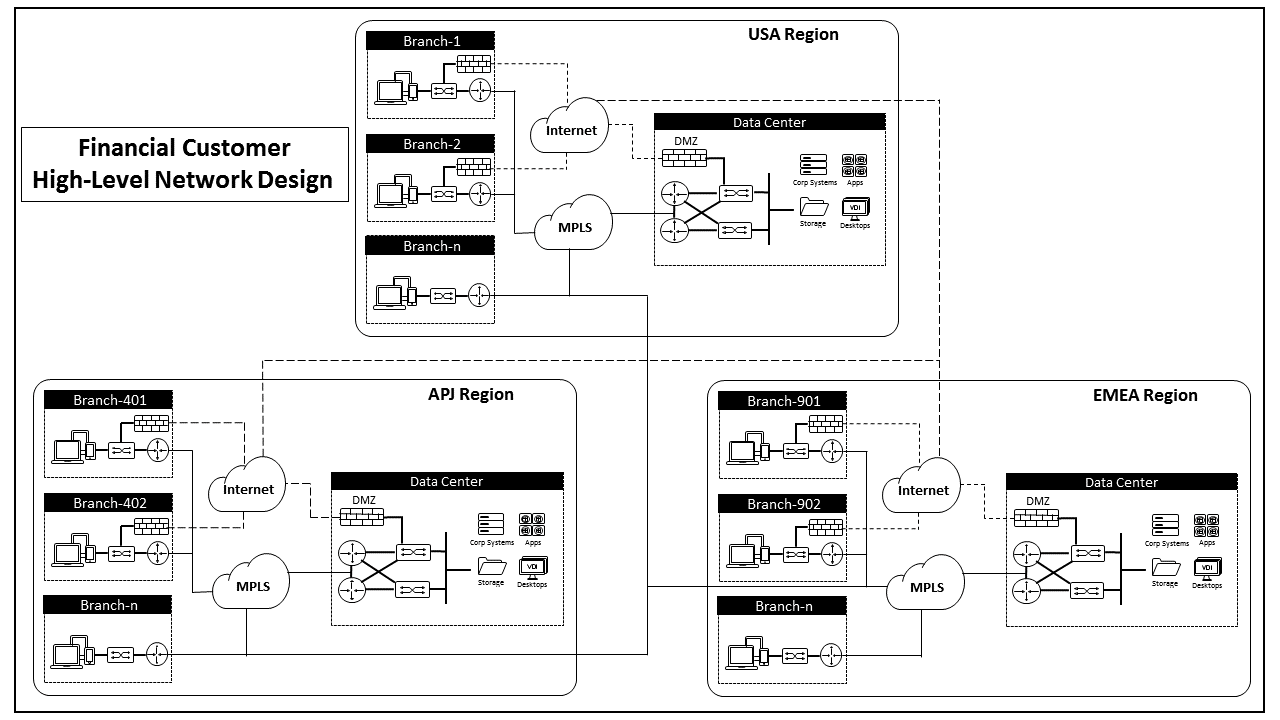 Financial Customer
High-Level Network Design
USA Region
Branch-1
Branch-2
Branch-n
Internet
MPLS
Data Center
DMZ
Corp Systems
Apps
Storage
VDI
Desktops
APJ Region
Branch-401
Branch-402
Branch-n
Internet
MPLS
Data Center
DMZ
Corp Systems
Apps
Storage
VDI
Desktops
EMEA Region
Branch-901
Branch-902
Branch-n
Internet
MPLS
Data Center
DMZ
Corp Systems
Apps
Storage
VDI
Desktops